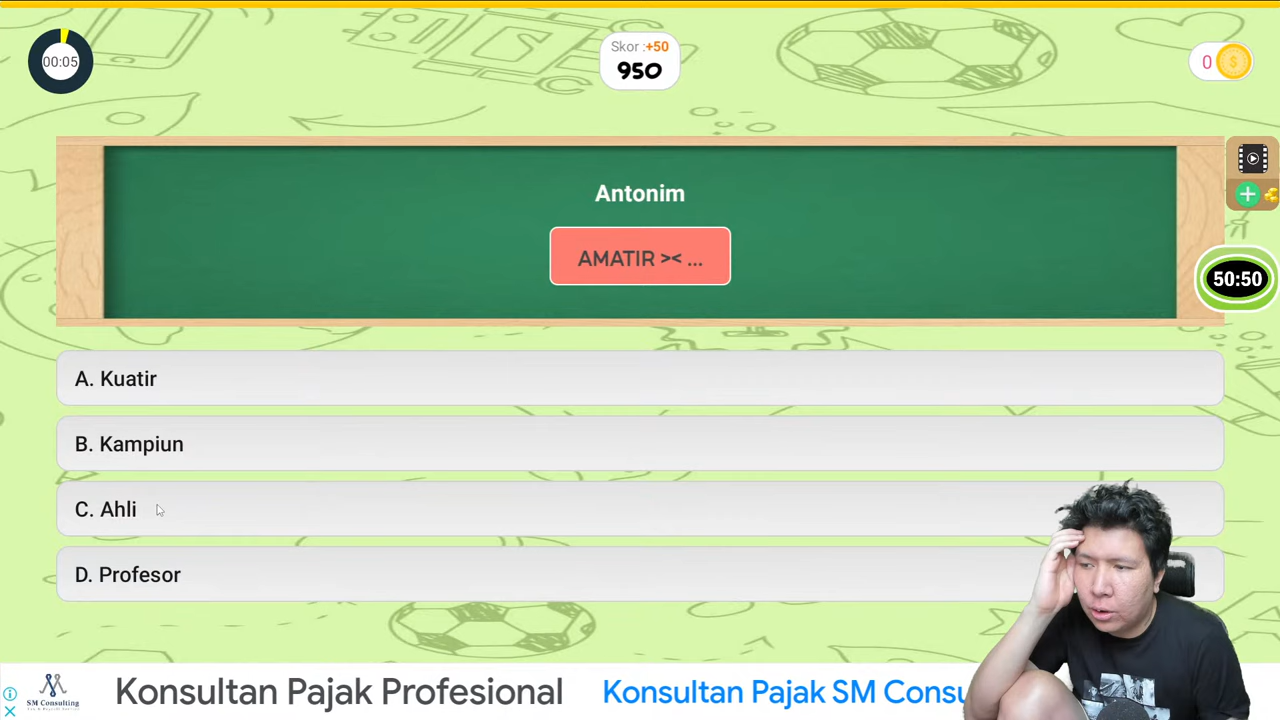 00:05
Skor :+50
950
0
Antonim
AMATIR >< ...
50:50
A. Kuatir
B. Kampiun
C. Ahli
D. Profesor
SM Consulting
Konsultan Pajak Profesional
Konsultan Pajak SM Consu